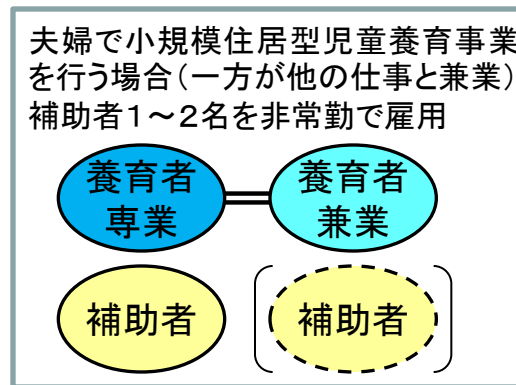 夫婦で小規模住居型児童養育事業
を行う場合(一方が他の仕事と兼業)
補助者1～2名を非常勤で雇用
養育者
専業
養育者
兼業
補助者
補助者